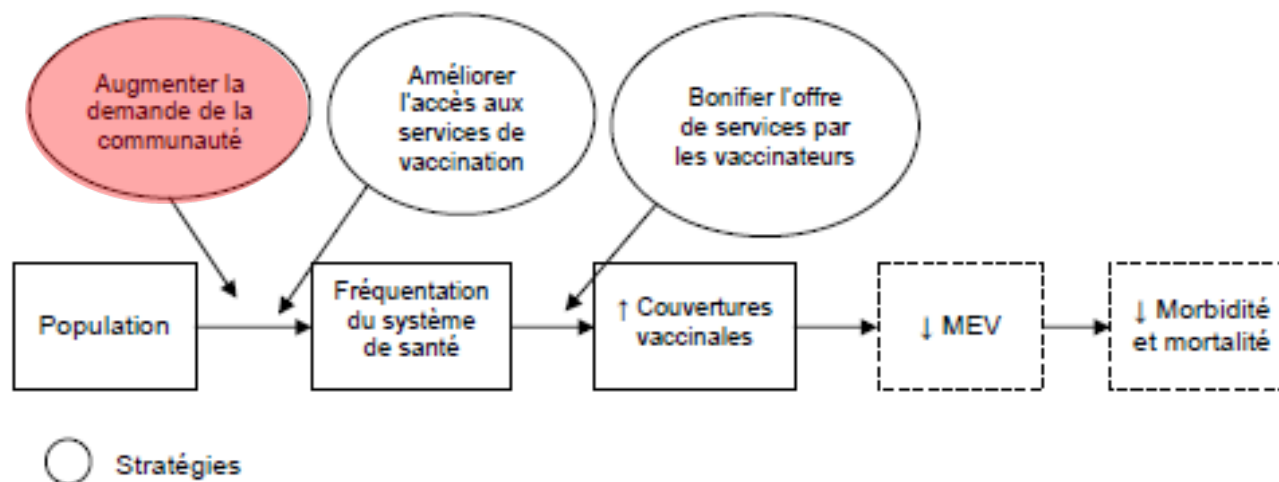 Augmenter la
demande de la
communauté
Améliorer
l'accès aux
services de
vaccination
Bonifier l'offre
de services par
les vaccinateurs
Population
Fréquentation
du système
de santé
↑ Couvertures
vaccinales
↓ MEV
↓ Morbidité
et mortalité
Stratégies